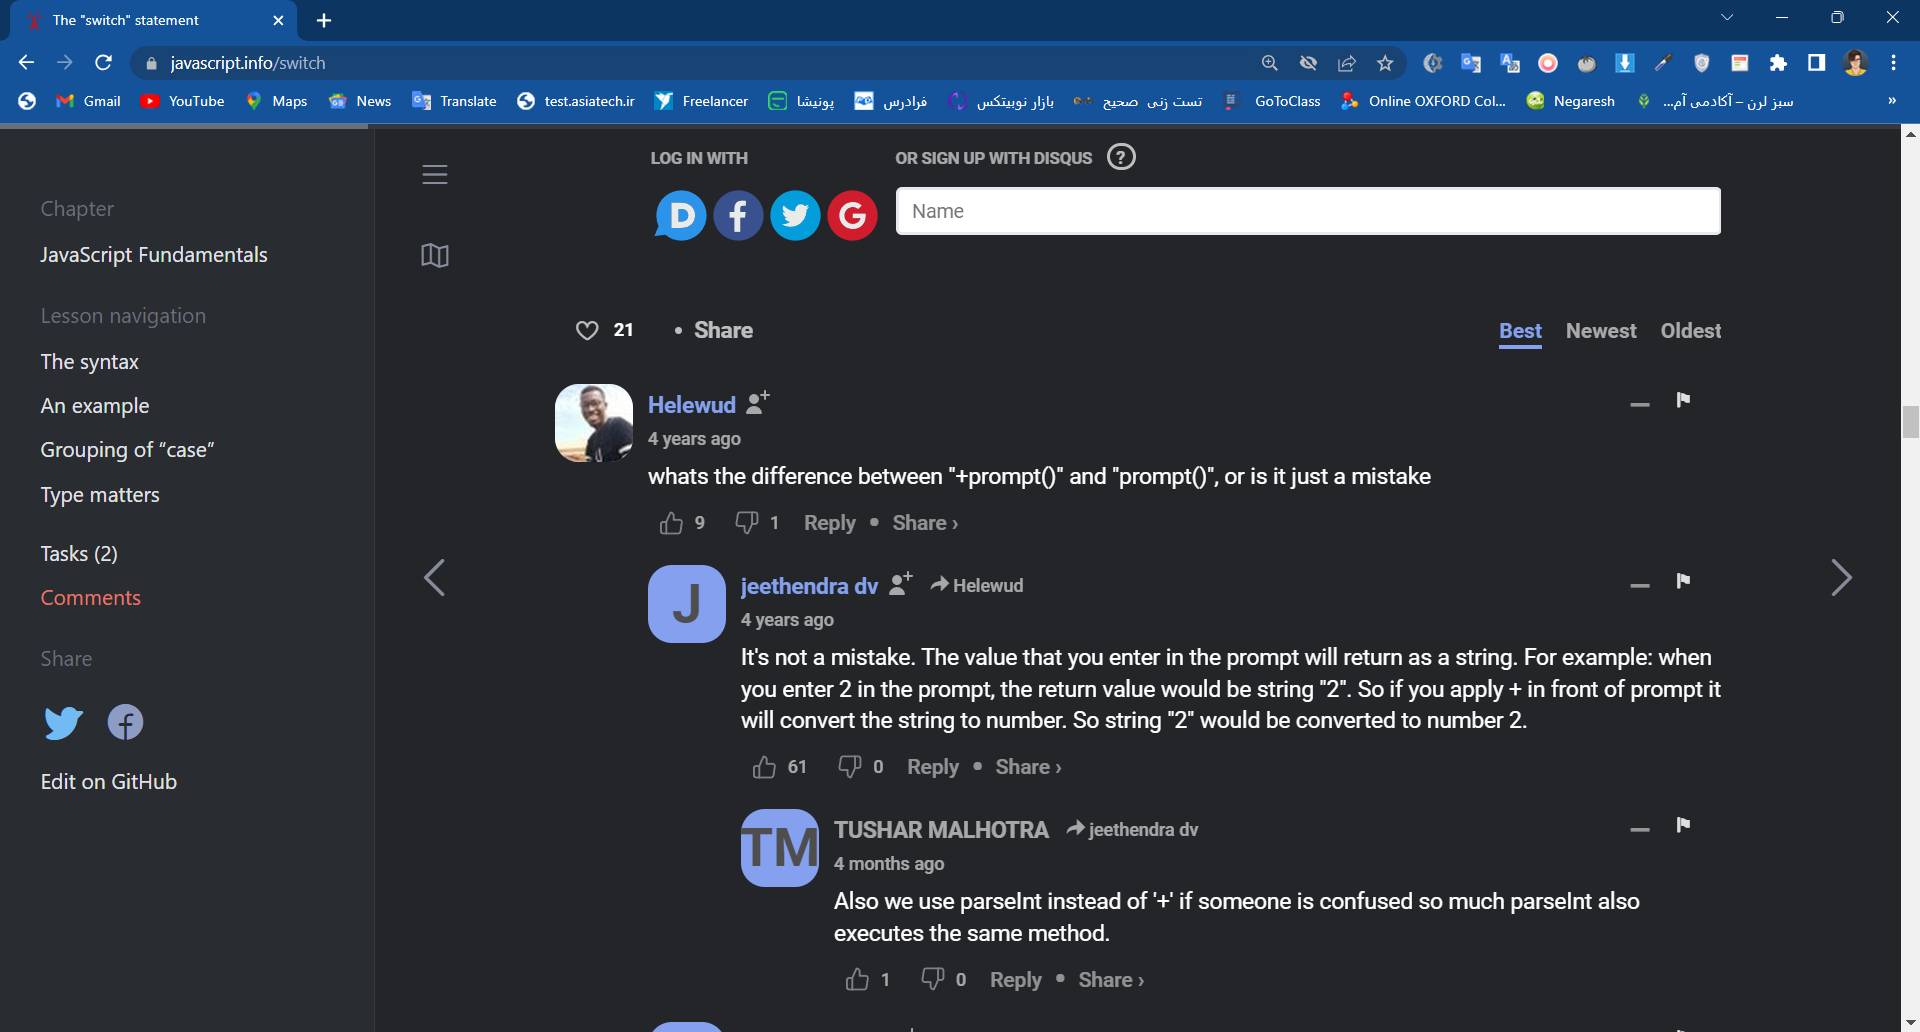 The "switch" statement
javascript.info/switch
Gmail
YouTube
Maps
News
Translate
test.asiatech.ir
Freelancer
پونیشا
فرادرس
بازار نوبیتکس
تست زنی صحیح
GoToClass
Online OXFORD Col...
Negaresh
سبز لرن – آکادمی آم...
»
Chapter
JavaScript Fundamentals
Lesson navigation
The syntax
An example
Grouping of “case”
Type matters
Tasks (2)
Comments
Share
Edit on GitHub
LOG IN WITH
OR SIGN UP WITH DISQUS ?
D
f
G
Name
21 • Share
Best Newest Oldest
Helewud
4 years ago
whats the difference between "+prompt()" and "prompt()", or is it just a mistake
9 1 Reply • Share ›
J
jeethendra dv Helewud
4 years ago
It's not a mistake. The value that you enter in the prompt will return as a string. For example: when
you enter 2 in the prompt, the return value would be string "2". So if you apply + in front of prompt it
will convert the string to number. So string "2" would be converted to number 2.
61 0 Reply • Share ›
TM
TUSHAR MALHOTRA jeethendra dv
4 months ago
Also we use parseInt instead of '+' if someone is confused so much parseInt also
executes the same method.
1 0 Reply • Share ›